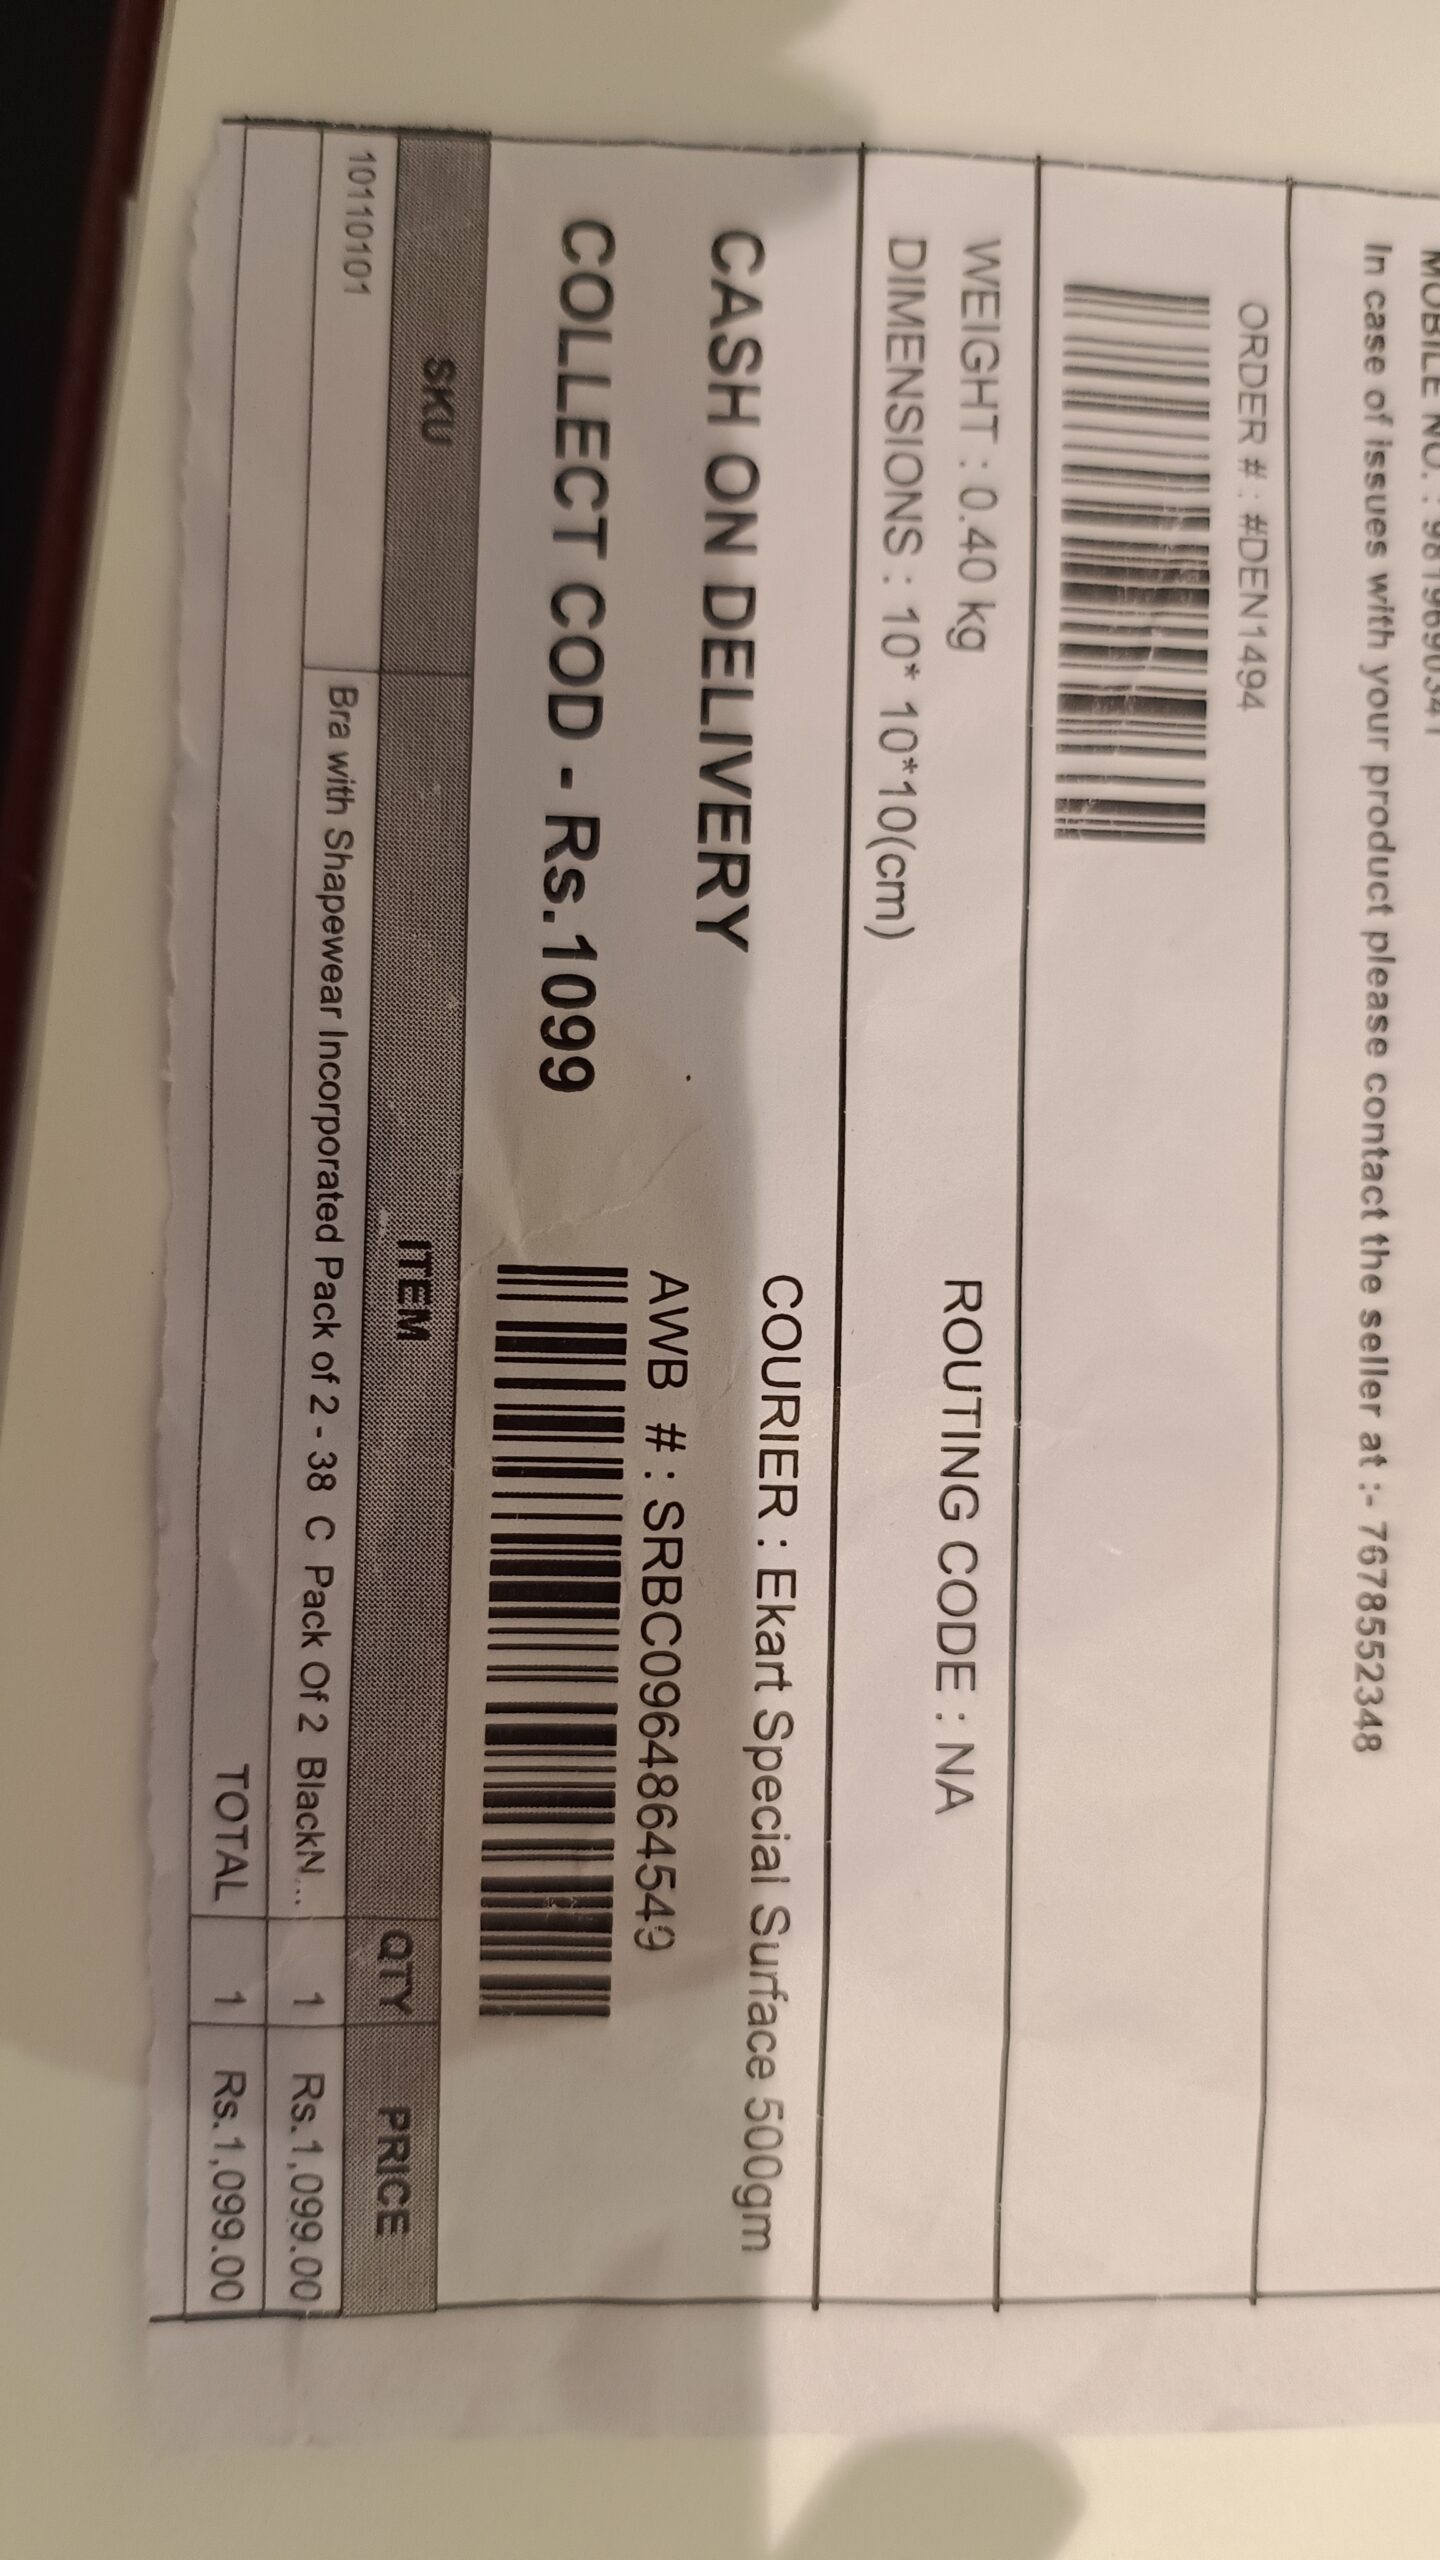 MOBILE NO. : 9819690341
In case of issues with your product please contact the seller at :- 7678552348
ORDER # : #DEN1494
WEIGHT : 0.40 kg
ROUTING CODE : NA
DIMENSIONS : 10* 10*10(cm)
COURIER : Ekart Special Surface 500gm
CASH ON DELIVERY
AWB # : SRBC0964864549
COLLECT COD - Rs.1099
SKU ITEM QTY PRICE
10110101 Bra with Shapewear Incorporated Pack of 2 - 38 C Pack Of 2 BlackN... 1 Rs.1,099.00
TOTAL 1 Rs.1,099.00